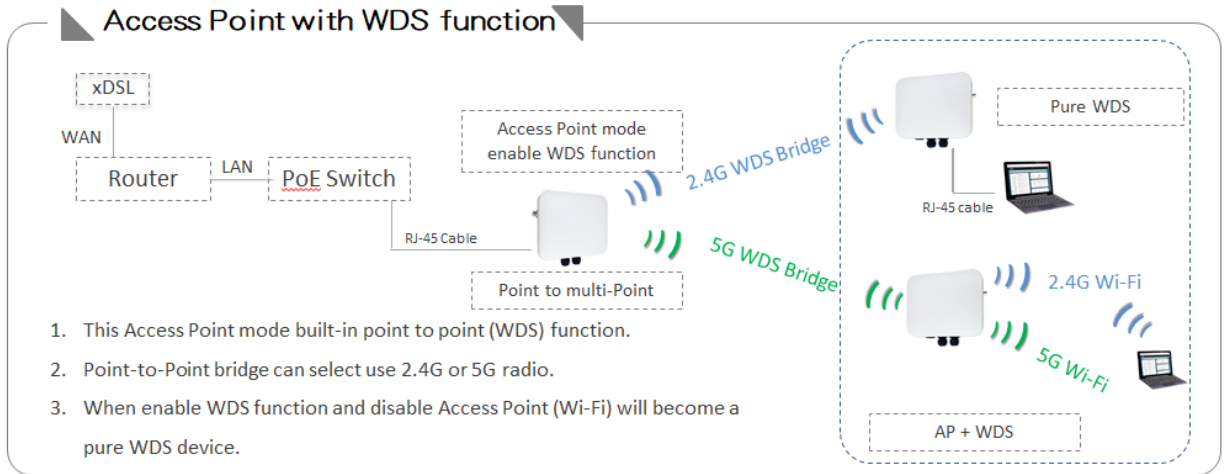 Access Point with WDS function
xDSL
WAN
Router
LAN
PoE Switch
RJ-45 Cable
Access Point mode
enable WDS function
Point to multi-Point
2.4G WDS Bridge
5G WDS Bridge
Pure WDS
RJ-45 cable
2.4G Wi-Fi
5G Wi-Fi
AP + WDS
1. This Access Point mode built-in point to point (WDS) function.
2. Point-to-Point bridge can select use 2.4G or 5G radio.
3. When enable WDS function and disable Access Point (Wi-Fi) will become a
pure WDS device.